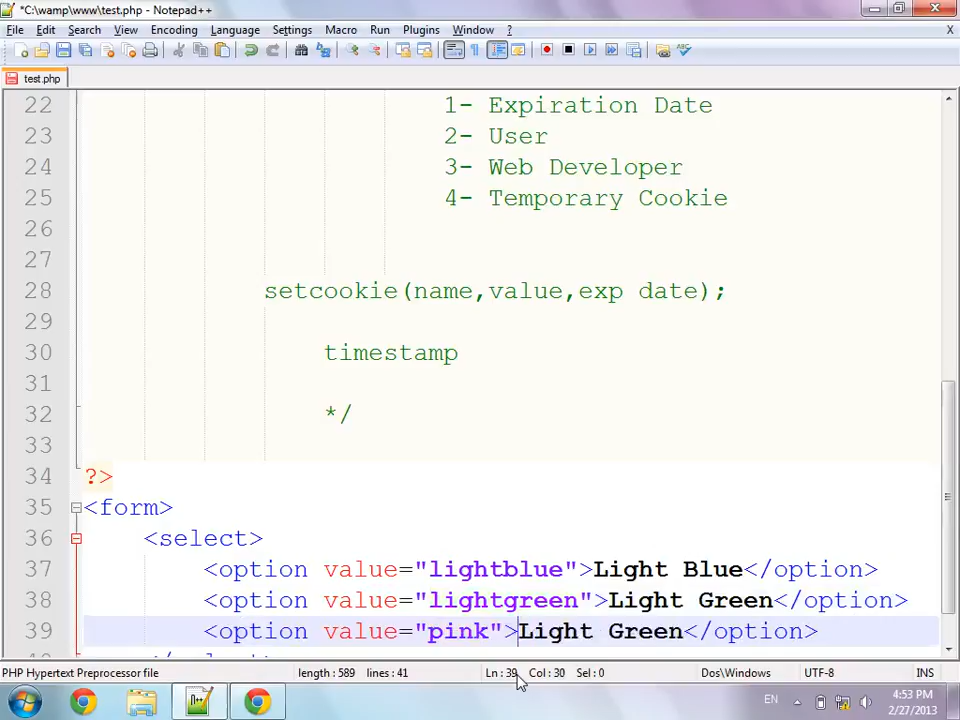 *C:\wamp\www\test.php - Notepad++
File Edit Search View Encoding Language Settings Macro Run Plugins Window ? X
test.php
22 1- Expiration Date
23 2- User
24 3- Web Developer
25 4- Temporary Cookie
26
27
28 setcookie(name,value,exp date);
29
30 timestamp
31
32 */
33
34 ?>
35 <form>
36 <select>
37 <option value="lightblue">Light Blue</option>
38 <option value="lightgreen">Light Green</option>
39 <option value="pink">Light Green</option>
PHP Hypertext Preprocessor file length : 589 lines : 41 Ln : 39 Col : 30 Sel : 0 Dos\Windows UTF-8 INS
EN 4:53 PM
2/27/2013